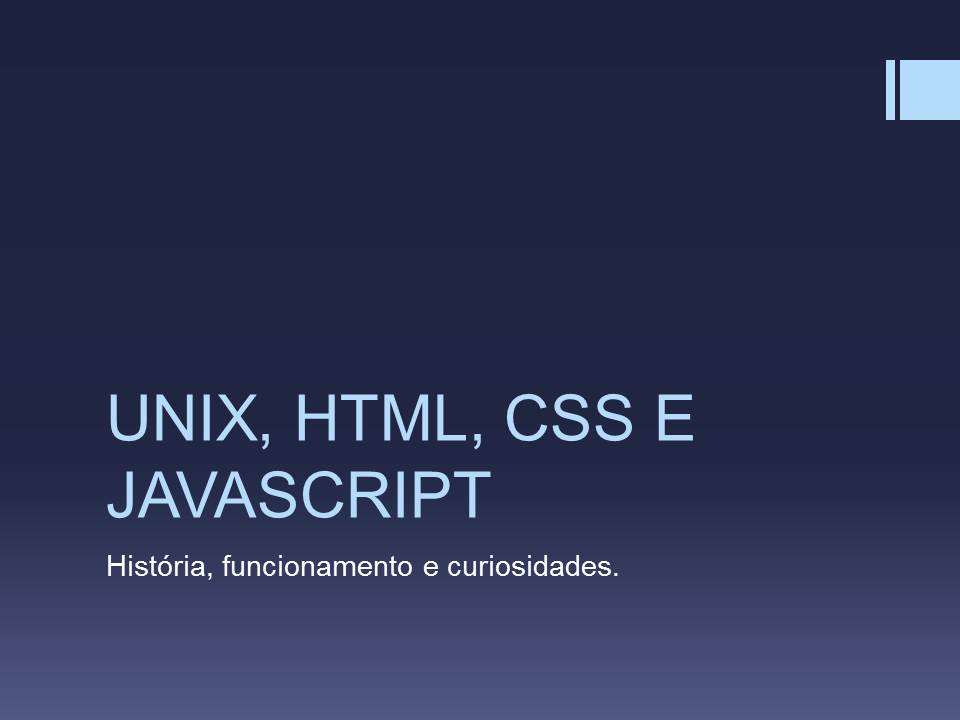 UNIX, HTML, CSS E
JAVASCRIPT
História, funcionamento e curiosidades.